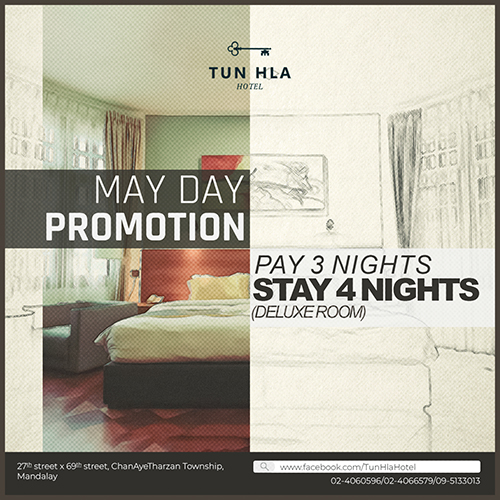 TUN HLA
HOTEL
MAY DAY
PROMOTION
PAY 3 NIGHTS
STAY 4 NIGHTS
(DELUXE ROOM)
27th street x 69th street, ChanAyeTharzan Township,
Mandalay
www.facebook.com/TunHlaHotel
02-4060596/02-4066579/09-5133013